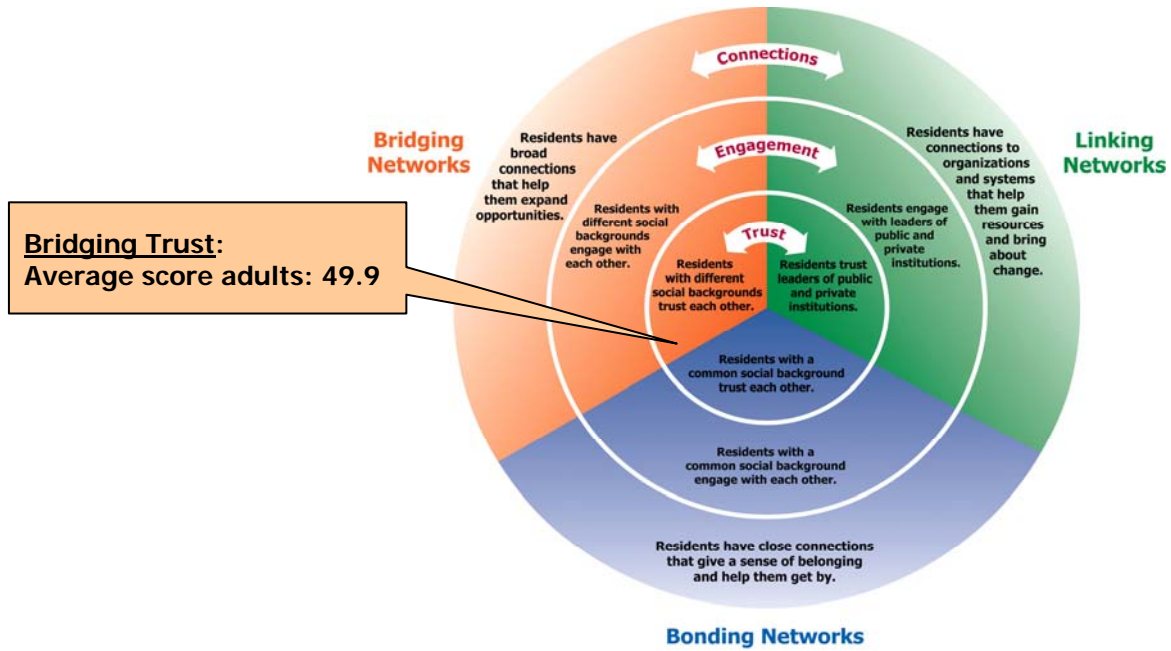 Connections
Engagement
Trust
Bridging
Networks
Linking
Networks
Residents have
broad
connections
that help
them expand
opportunities.
Residents with
different social
backgrounds
engage with
each other.
Residents
with different
social backgrounds
trust each other.
Residents trust
leaders of public
and private
institutions.
Residents engage
with leaders of
public and
private
institutions.
Residents have
connections to
organizations
and systems
that help
them gain
resources
and bring
about
change.
Bridging Trust:
Average score adults: 49.9
Residents with a
common social background
trust each other.
Residents with a
common social background
engage with each other.
Residents have close connections
that give a sense of belonging
and help them get by.
Bonding Networks